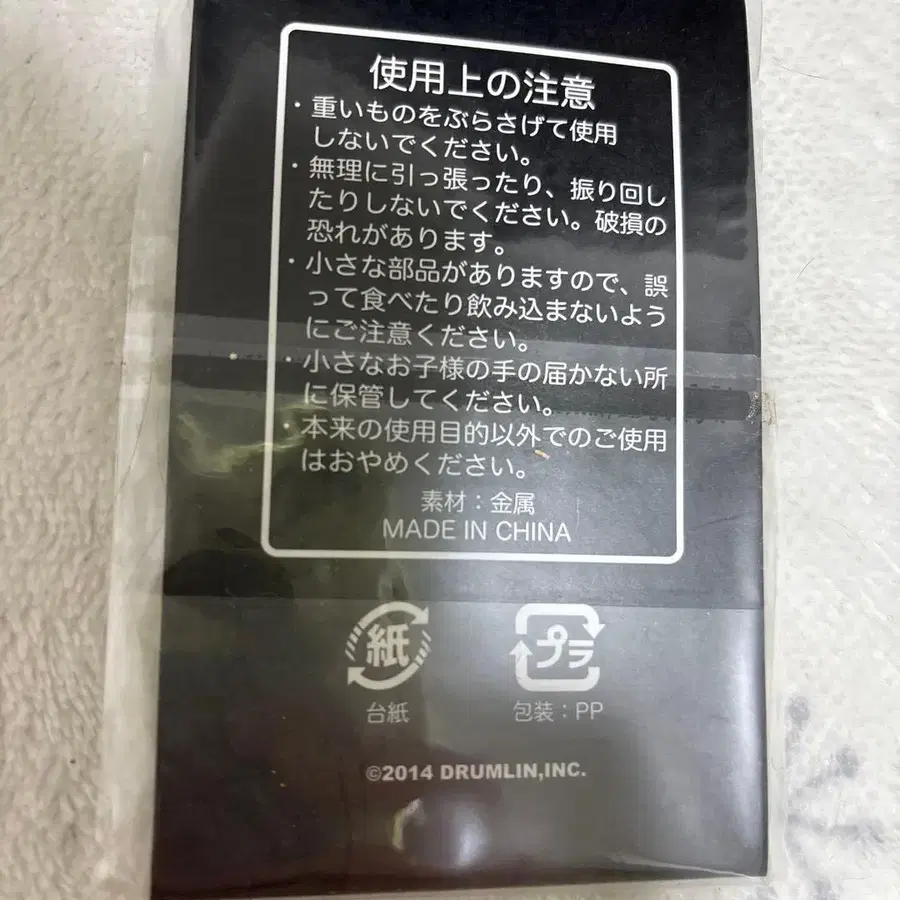 使用上の注意
・重いものをぶらさげて使用
しないでください。
・無理に引っ張ったり、振り回し
たりしないでください。破損の
恐れがあります。
・小さな部品がありますので、誤
って食べたり飲み込まないよう
にご注意ください。
・小さなお子様の手の届かない所
に保管してください。
・本来の使用目的以外でのご使用
はおやめください。
素材：金属
MADE IN CHINA
紙 プラ
台紙 包装：PP
©2014 DRUMLIN,INC.